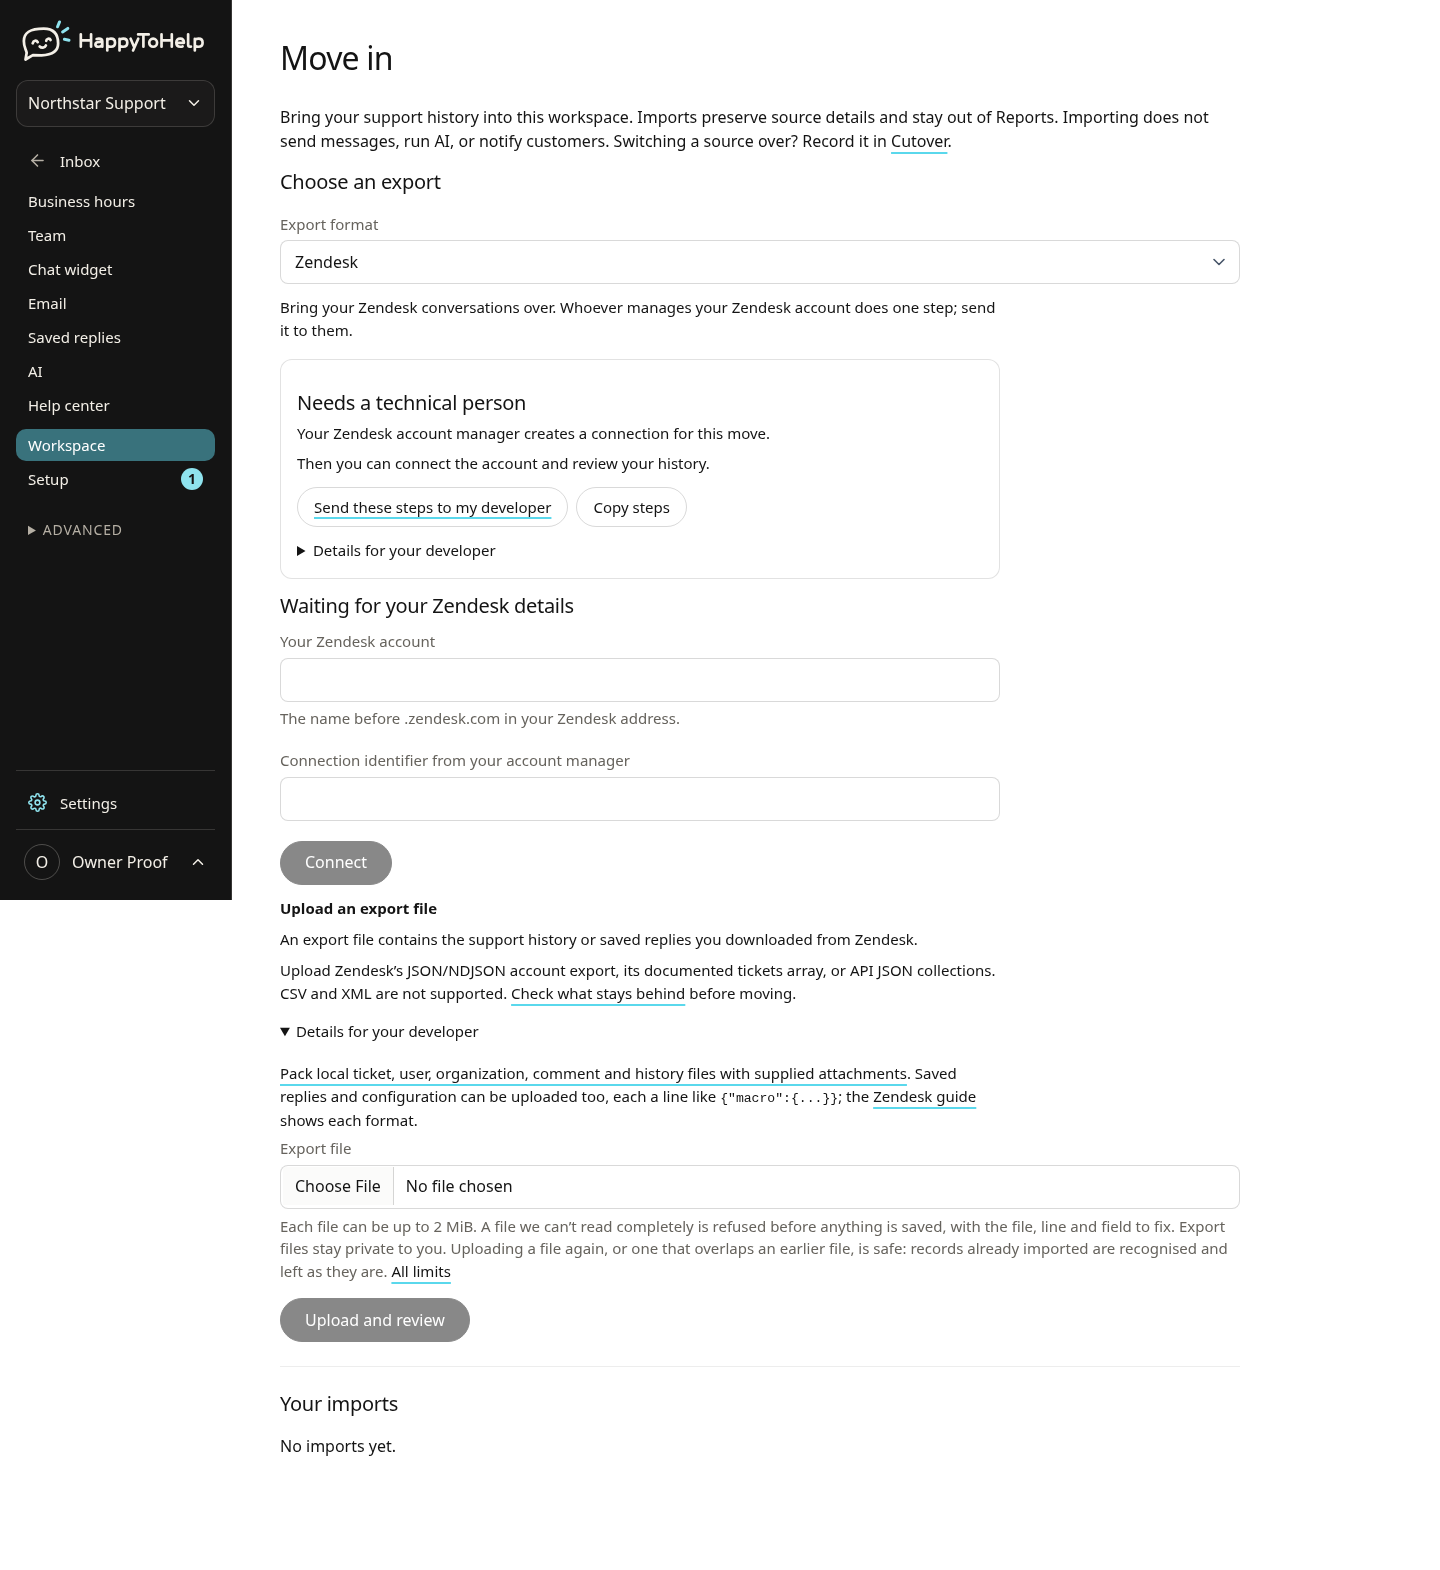 HappyToHelp
Northstar Support
Inbox
Business hours
Team
Chat widget
Email
Saved replies
AI
Help center
Workspace
Setup 1
ADVANCED
Settings
O Owner Proof
Move in
Bring your support history into this workspace. Imports preserve source details and stay out of Reports. Importing does not
send messages, run AI, or notify customers. Switching a source over? Record it in Cutover.
Choose an export
Export format
Zendesk
Bring your Zendesk conversations over. Whoever manages your Zendesk account does one step; send
it to them.
Needs a technical person
Your Zendesk account manager creates a connection for this move.
Then you can connect the account and review your history.
Send these steps to my developer Copy steps
Details for your developer
Waiting for your Zendesk details
Your Zendesk account
The name before .zendesk.com in your Zendesk address.
Connection identifier from your account manager
Connect
Upload an export file
An export file contains the support history or saved replies you downloaded from Zendesk.
Upload Zendesk’s JSON/NDJSON account export, its documented tickets array, or API JSON collections.
CSV and XML are not supported. Check what stays behind before moving.
Details for your developer
Pack local ticket, user, organization, comment and history files with supplied attachments. Saved
replies and configuration can be uploaded too, each a line like {"macro":{...}}; the Zendesk guide
shows each format.
Export file
Choose File No file chosen
Each file can be up to 2 MiB. A file we can’t read completely is refused before anything is saved, with the file, line and field to fix. Export
files stay private to you. Uploading a file again, or one that overlaps an earlier file, is safe: records already imported are recognised and
left as they are. All limits
Upload and review
Your imports
No imports yet.